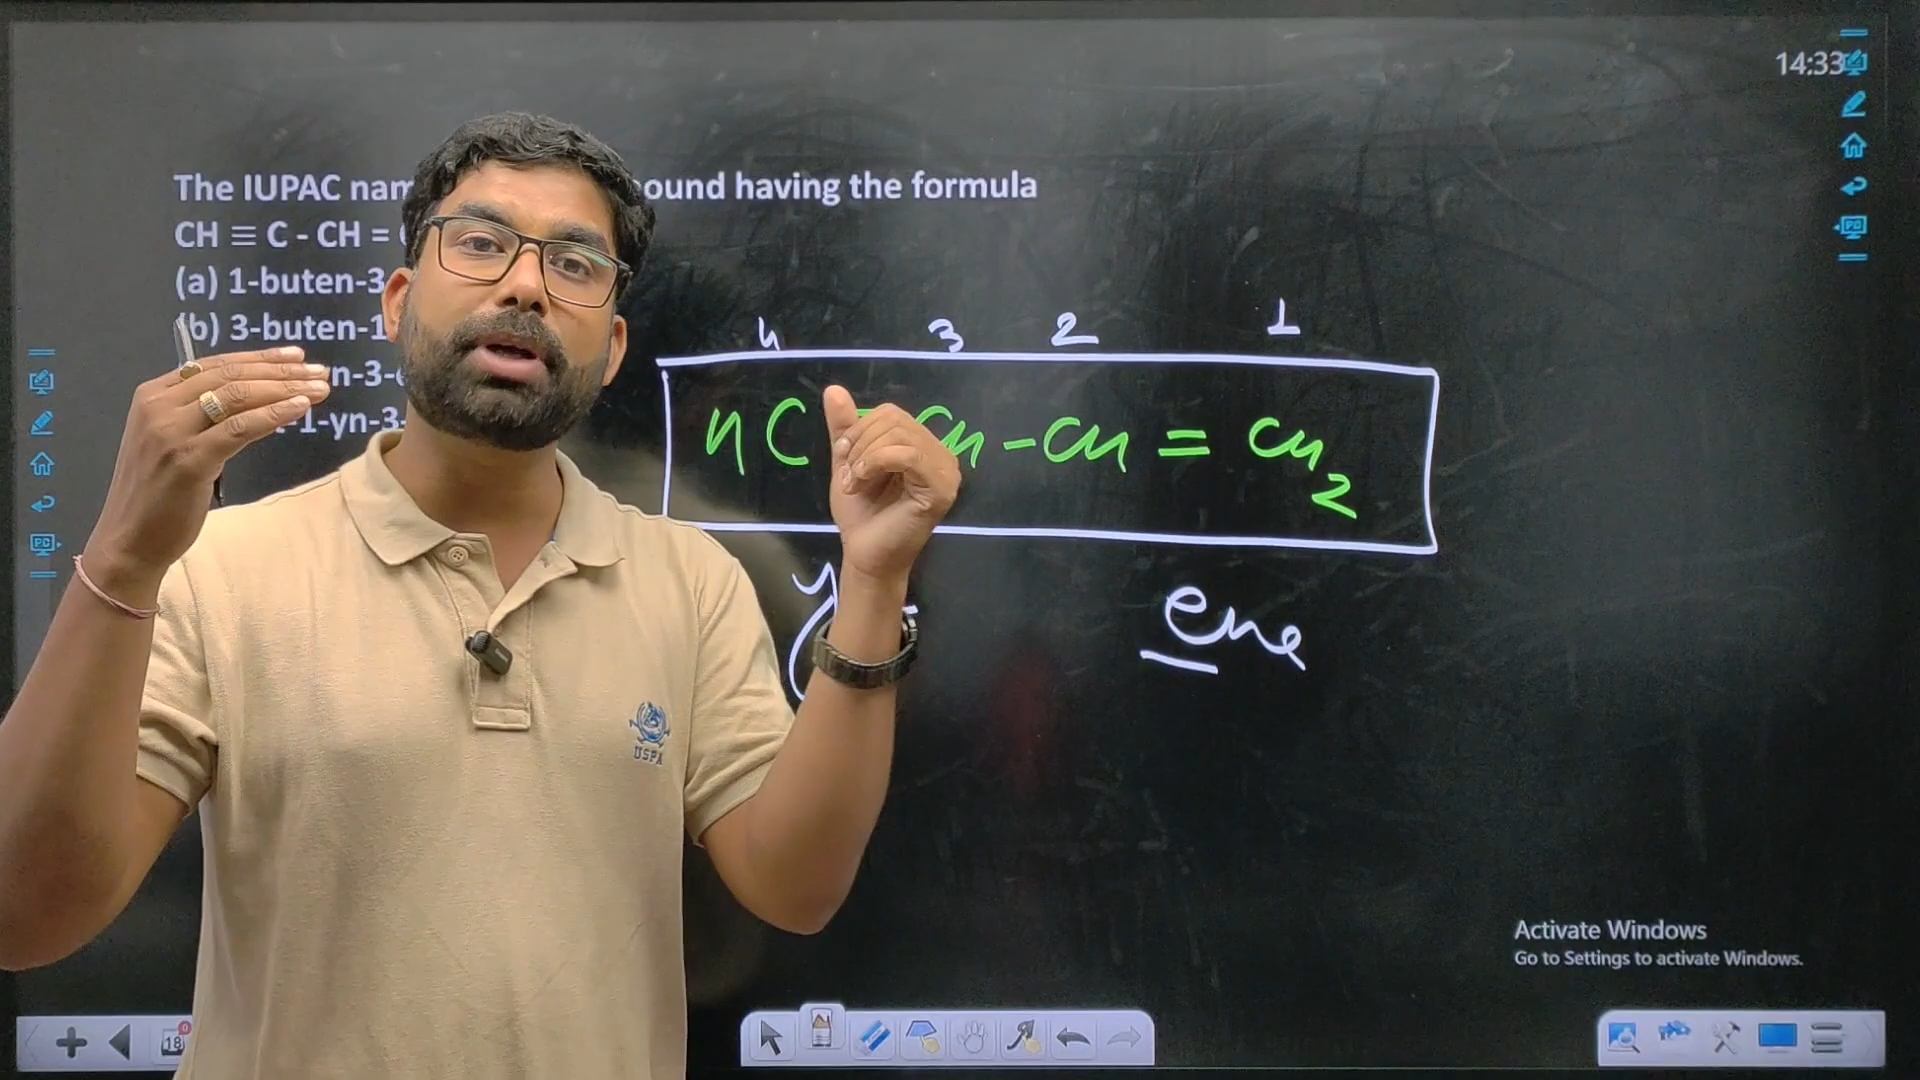 14:33
The IUPAC nam ound having the formula
CH ≡ C - CH =
(a) 1-buten-3
(b) 3-buten-1
n-3-
-1-yn-3-
4 3 2 1
HC CH - CH = CH2
y
ene
USPA
Activate Windows
Go to Settings to activate Windows.
18